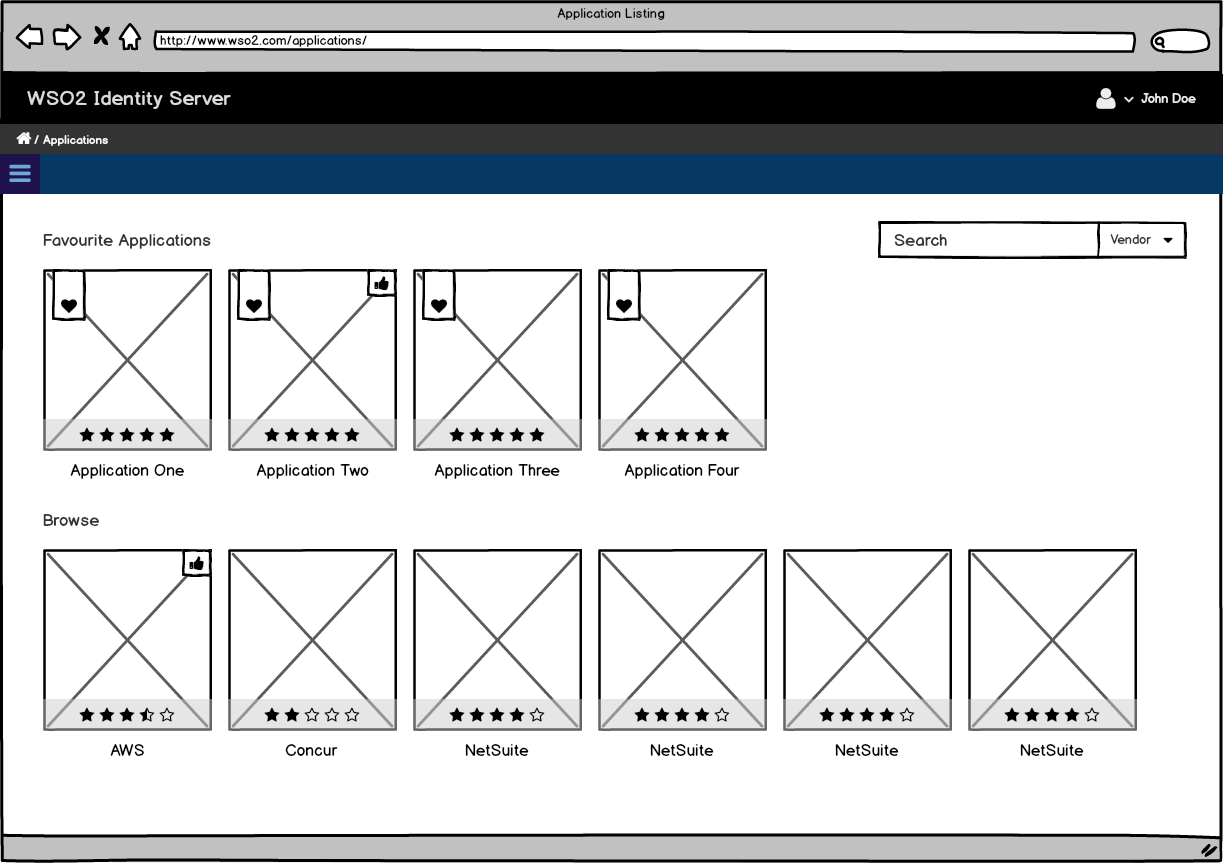 Application Listing
http://www.wso2.com/applications/
WSO2 Identity Server
John Doe
/ Applications
Favourite Applications
Search
Vendor
Application One
Application Two
Application Three
Application Four
Browse
AWS
Concur
NetSuite
NetSuite
NetSuite
NetSuite